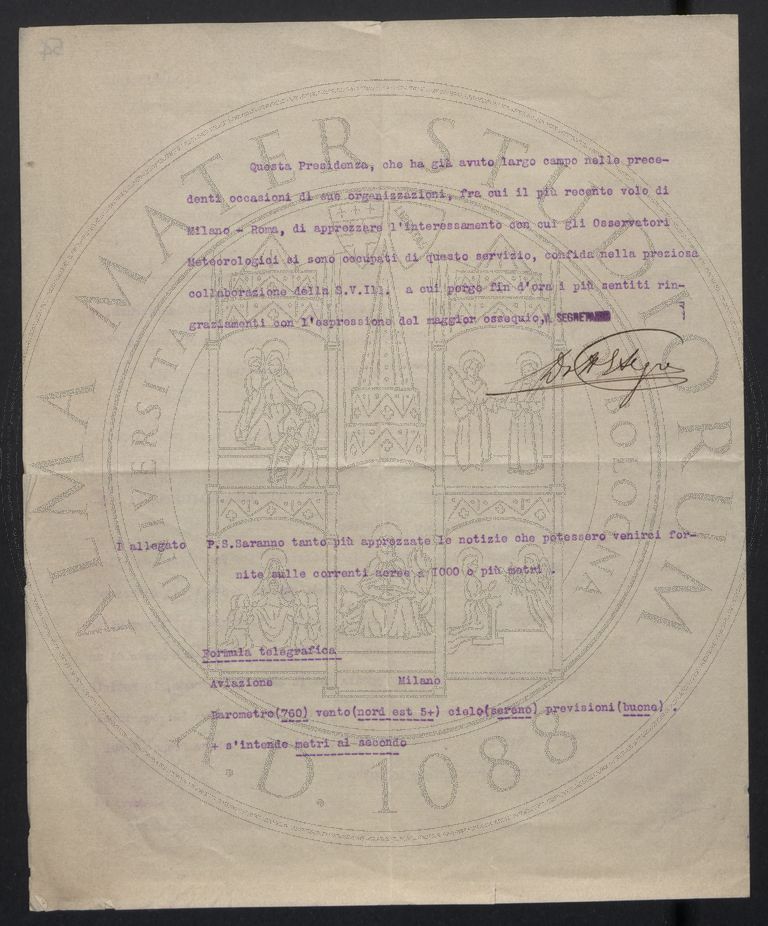 54
Questa Presidenza, che ha già avuto largo campo nelle prece-
denti occasioni di sue organizzazioni, fra cui il più recente volo di
Milano - Roma, di apprezzare l'interessamento con cui gli Osservatori
Meteorologici si sono occupati di questo servizio, confida nella preziosa
collaborazione della S.V.Ill. a cui porge fin d'ora i più sentiti rin-
graziamenti con l'espressione del maggior ossequio, IL SEGRETARIO
I allegato P.S.Saranno tanto più apprezzate le notizie che potessero venirci for-
nite sulle correnti aeree a 1000 o più metri .
Formula telegrafica
Aviazione Milano
Barometro(760) vento(nord est 5+) cielo(sereno) previsioni(buone) .
+ s'intende metri al secondo
ALMA MATER STUDIORUM
UNIVERSITA BOLOGNA
A.D. 1088